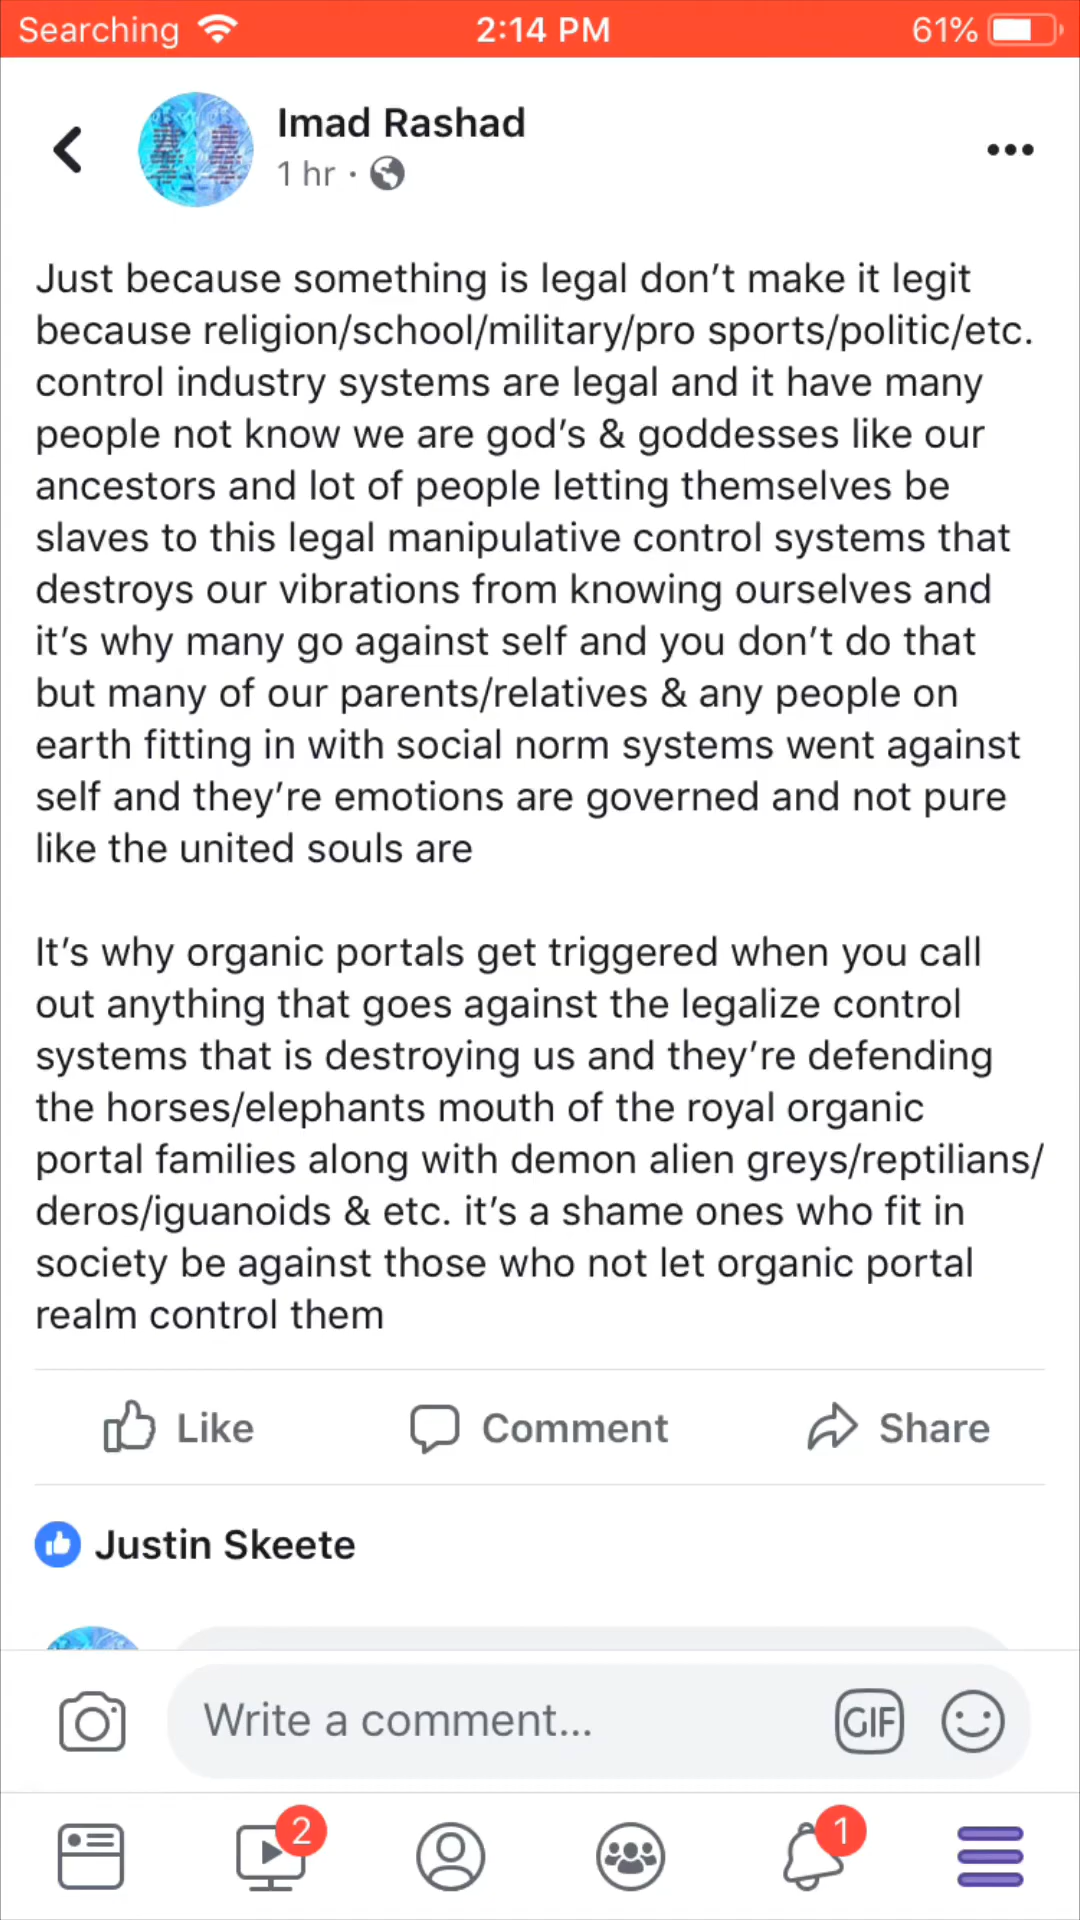 Searching 2:14 PM 61%
Imad Rashad
1 hr ·
Just because something is legal don’t make it legit
because religion/school/military/pro sports/politic/etc.
control industry systems are legal and it have many
people not know we are god’s & goddesses like our
ancestors and lot of people letting themselves be
slaves to this legal manipulative control systems that
destroys our vibrations from knowing ourselves and
it’s why many go against self and you don’t do that
but many of our parents/relatives & any people on
earth fitting in with social norm systems went against
self and they’re emotions are governed and not pure
like the united souls are
It’s why organic portals get triggered when you call
out anything that goes against the legalize control
systems that is destroying us and they’re defending
the horses/elephants mouth of the royal organic
portal families along with demon alien greys/reptilians/
deros/iguanoids & etc. it’s a shame ones who fit in
society be against those who not let organic portal
realm control them
Like Comment Share
Justin Skeete
Write a comment... GIF
2 1